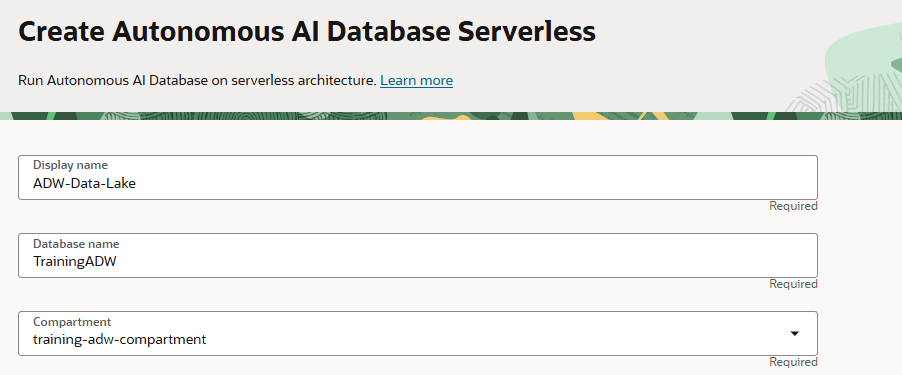 Create Autonomous AI Database Serverless
Run Autonomous AI Database on serverless architecture. Learn more
Display name
ADW-Data-Lake
Required
Database name
TrainingADW
Required
Compartment
training-adw-compartment
Required